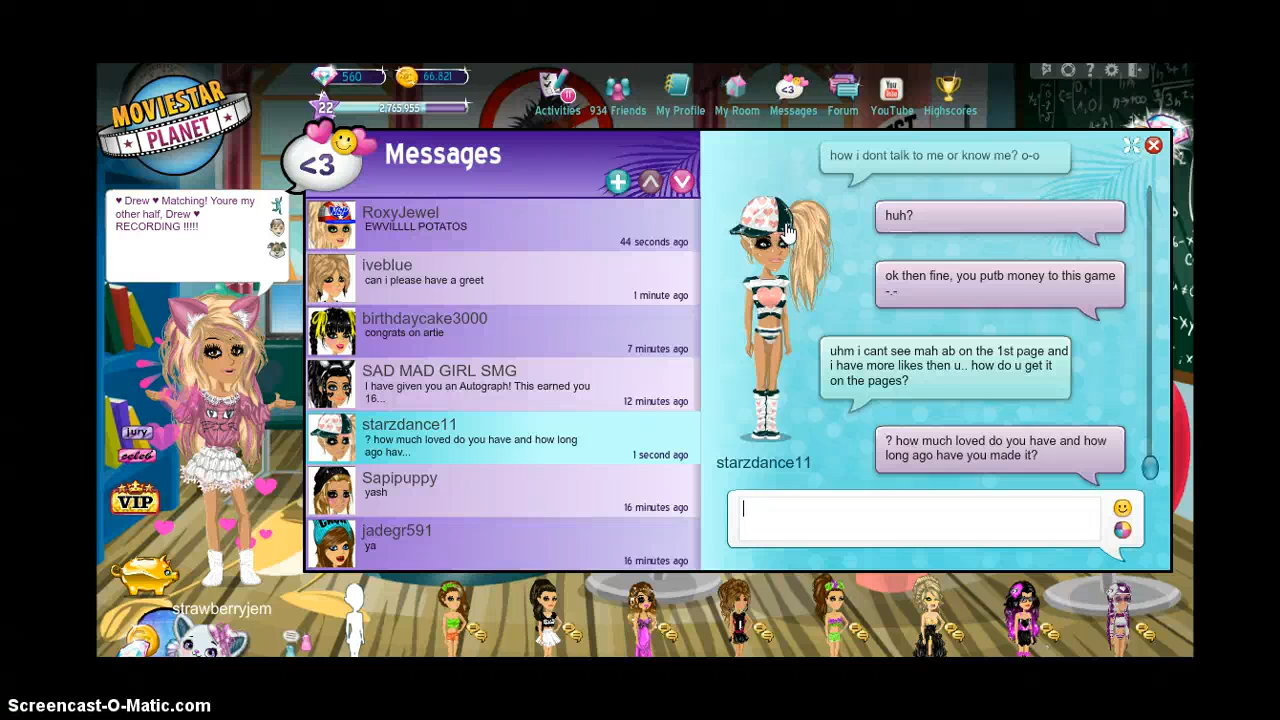 MOVIESTAR
PLANET
560
66.821
22
2.765.955
Activities
11
934 Friends
My Profile
My Room
<3
Messages
Forum
You
Tube
YouTube
Highscores
♥ Drew ♥ Matching! Youre my
other half, Drew ♥
RECORDING !!!!!
jury
celeb
VIP
strawberryjem
<3
Messages
RoxyJewel
EWVILLLL POTATOS
44 seconds ago
iveblue
can i please have a greet
1 minute ago
birthdaycake3000
congrats on artie
7 minutes ago
SAD MAD GIRL SMG
I have given you an Autograph! This earned you
16...
12 minutes ago
starzdance11
? how much loved do you have and how long
ago hav...
1 second ago
Sapipuppy
yash
16 minutes ago
jadegr591
ya
16 minutes ago
starzdance11
how i dont talk to me or know me? o-o
huh?
ok then fine, you putb money to this game
-.-
uhm i cant see mah ab on the 1st page and
i have more likes then u.. how do u get it
on the pages?
? how much loved do you have and how
long ago have you made it?
Screencast-O-Matic.com